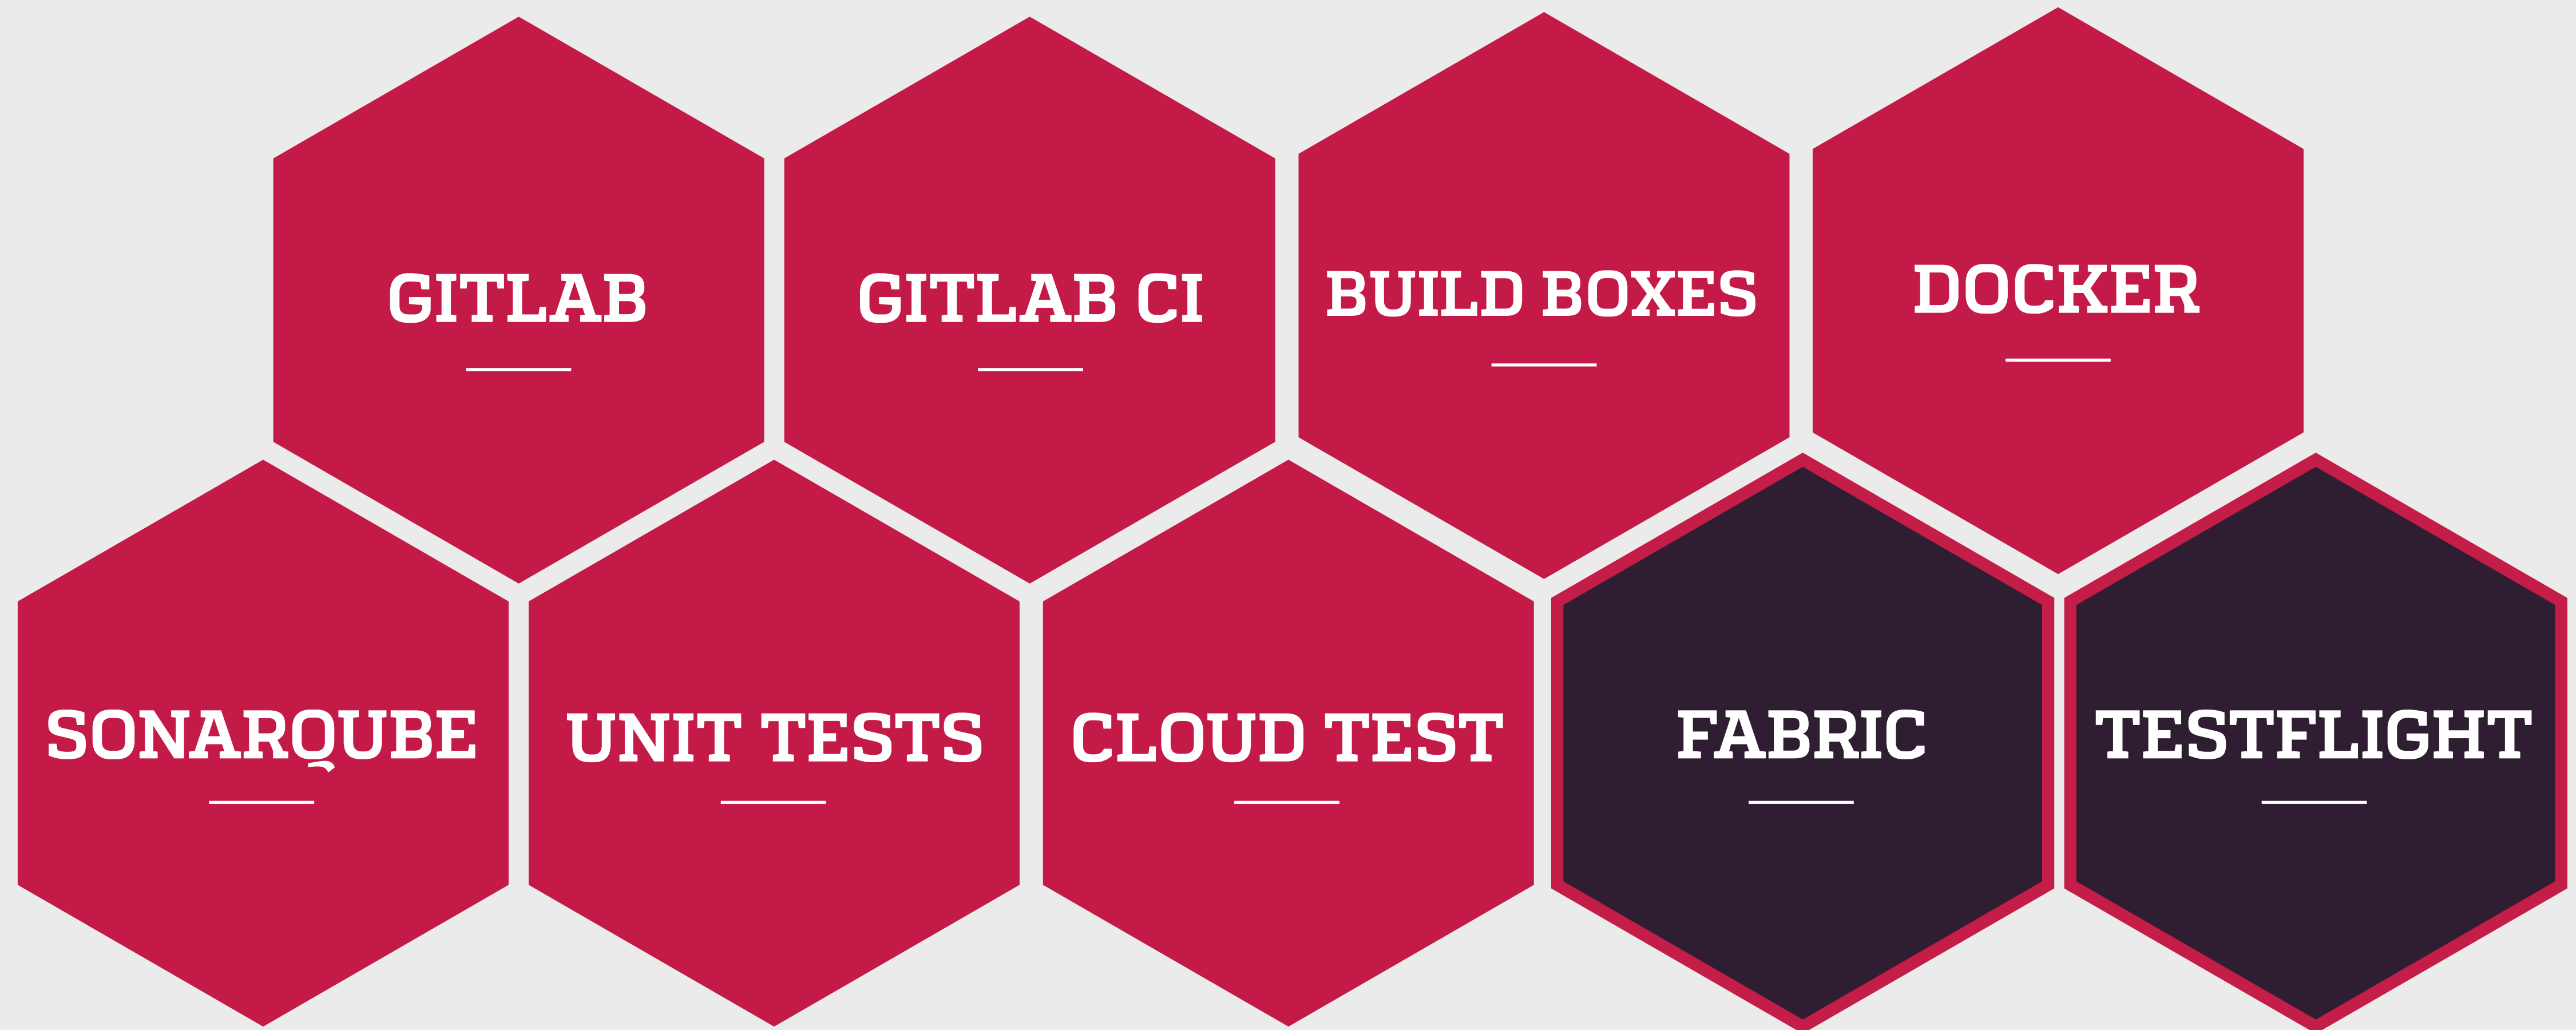 GITLAB
GITLAB CI
BUILD BOXES
DOCKER
SONARQUBE
UNIT TESTS
CLOUD TEST
FABRIC
TESTFLIGHT